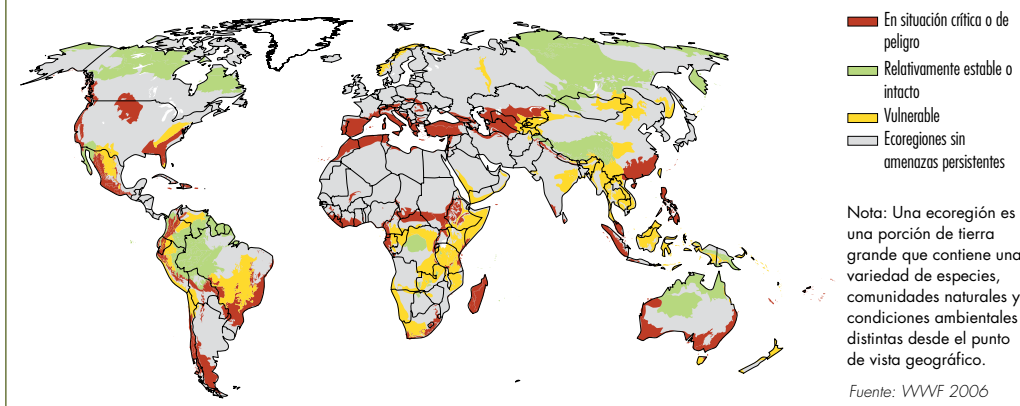 En situación crítica o de
peligro
Relativamente estable o
intacto
Vulnerable
Ecoregiones sin
amenazas persistentes
Nota: Una ecoregión es
una porción de tierra
grande que contiene una
variedad de especies,
comunidades naturales y
condiciones ambientales
distintas desde el punto
de vista geográfico.
Fuente: WWF 2006